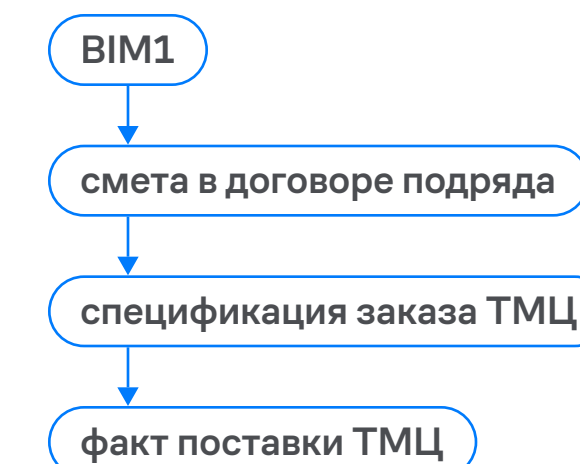 BIM1
смета в договоре подряда
спецификация заказа ТМЦ
факт поставки ТМЦ